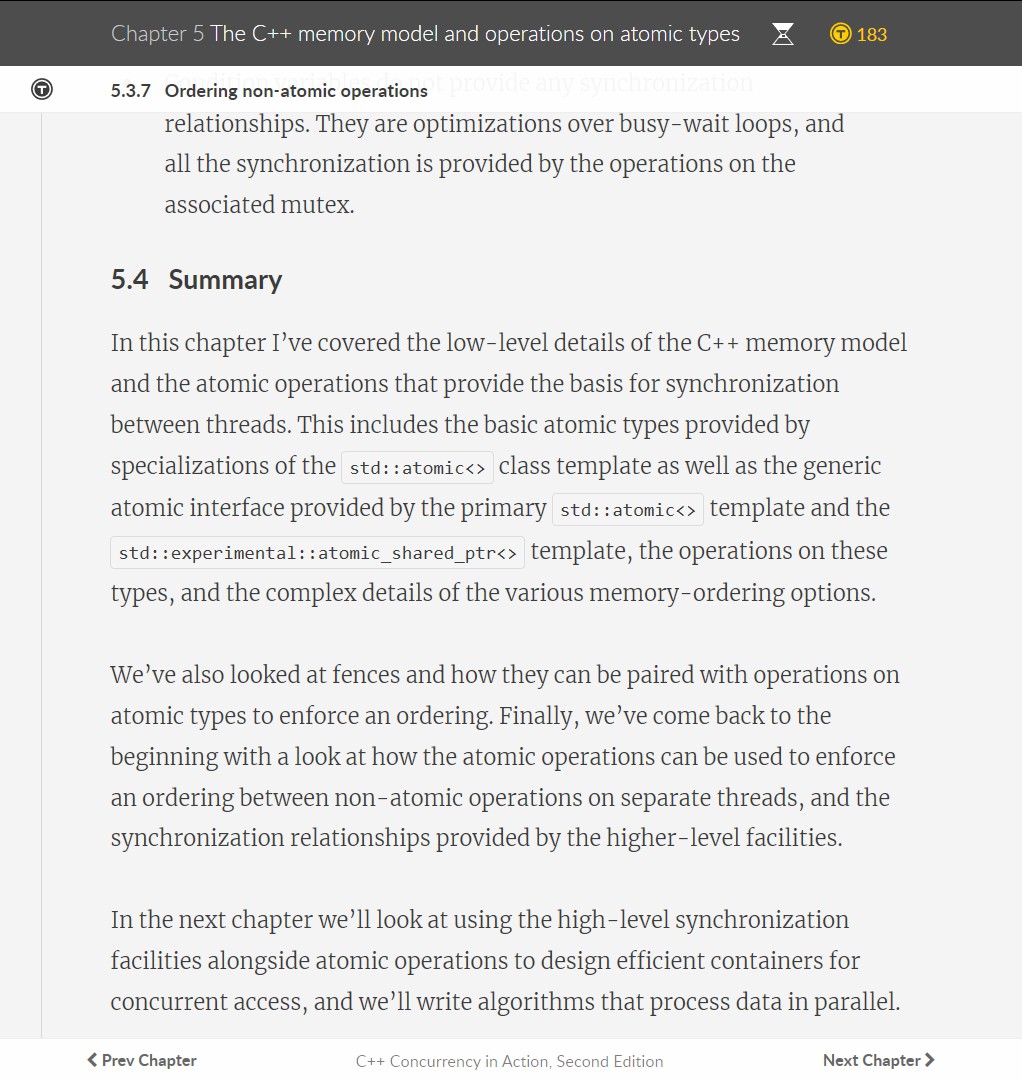 Chapter 5 The C++ memory model and operations on atomic types 183
5.3.7 Ordering non-atomic operations
Condition variables do not provide any synchronization
relationships. They are optimizations over busy-wait loops, and
all the synchronization is provided by the operations on the
associated mutex.
5.4 Summary
In this chapter I’ve covered the low-level details of the C++ memory model
and the atomic operations that provide the basis for synchronization
between threads. This includes the basic atomic types provided by
specializations of the std::atomic<> class template as well as the generic
atomic interface provided by the primary std::atomic<> template and the
std::experimental::atomic_shared_ptr<> template, the operations on these
types, and the complex details of the various memory-ordering options.
We’ve also looked at fences and how they can be paired with operations on
atomic types to enforce an ordering. Finally, we’ve come back to the
beginning with a look at how the atomic operations can be used to enforce
an ordering between non-atomic operations on separate threads, and the
synchronization relationships provided by the higher-level facilities.
In the next chapter we’ll look at using the high-level synchronization
facilities alongside atomic operations to design efficient containers for
concurrent access, and we’ll write algorithms that process data in parallel.
Prev Chapter C++ Concurrency in Action, Second Edition Next Chapter